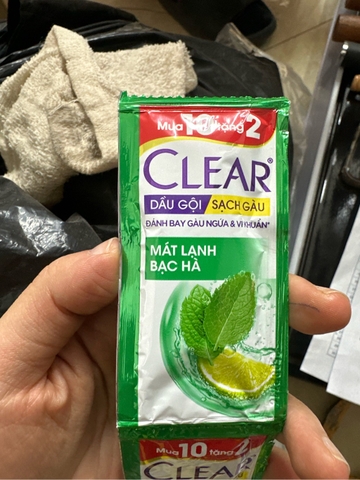 Mua 10 tặng 2
CLEAR®
DẦU GỘI SẠCH GÀU
ĐÁNH BAY GÀU NGỨA & VI KHUẨN*
MÁT LẠNH
BẠC HÀ
Mua 10 tặng 2
CLEAR